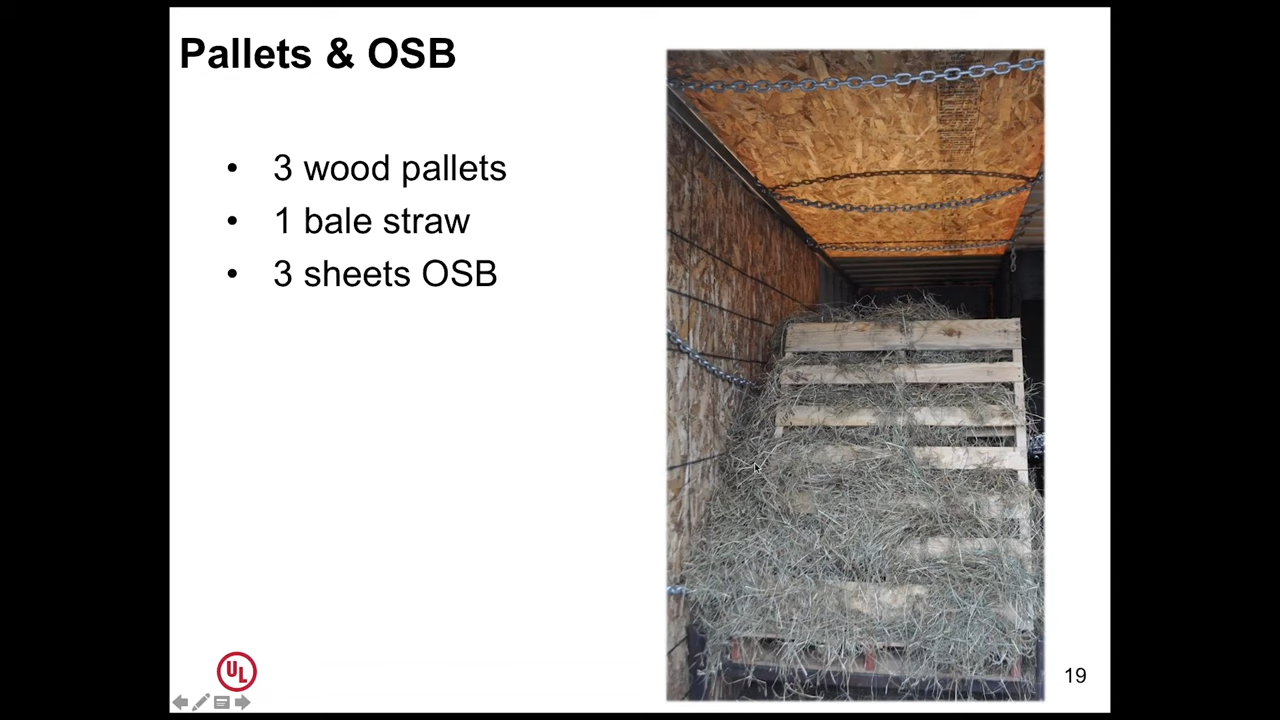 Pallets & OSB
• 3 wood pallets
• 1 bale straw
• 3 sheets OSB
UL
19